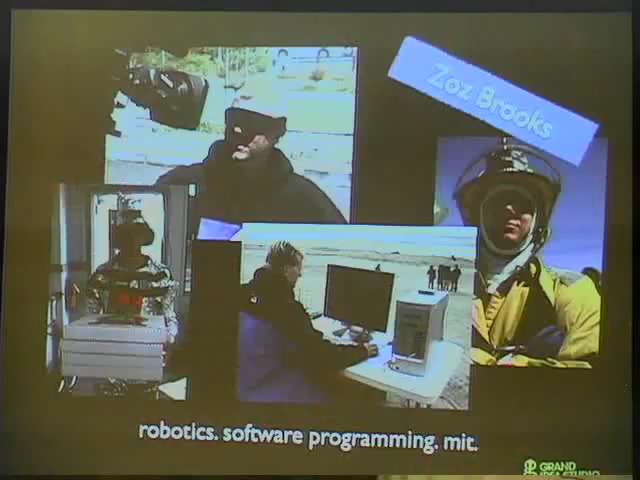 Zoz Brooks
robotics. software programming. mit.
GRAND
IDEA STUDIO